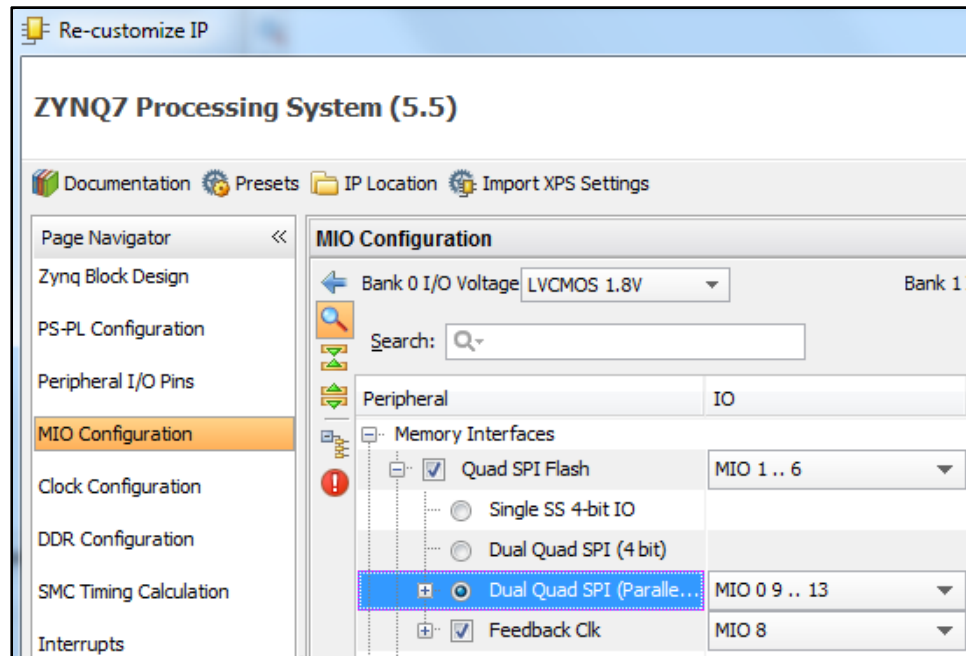 Re-customize IP
ZYNQ7 Processing System (5.5)
Documentation Presets IP Location Import XPS Settings
Page Navigator «
Zynq Block Design
PS-PL Configuration
Peripheral I/O Pins
MIO Configuration
Clock Configuration
DDR Configuration
SMC Timing Calculation
Interrupts
MIO Configuration
Bank 0 I/O Voltage LVCMOS 1.8V Bank 1
Search:
Peripheral IO
Memory Interfaces
Quad SPI Flash MIO 1 .. 6
Single SS 4-bit IO
Dual Quad SPI (4 bit)
Dual Quad SPI (Paralle... MIO 0 9 .. 13
Feedback Clk MIO 8